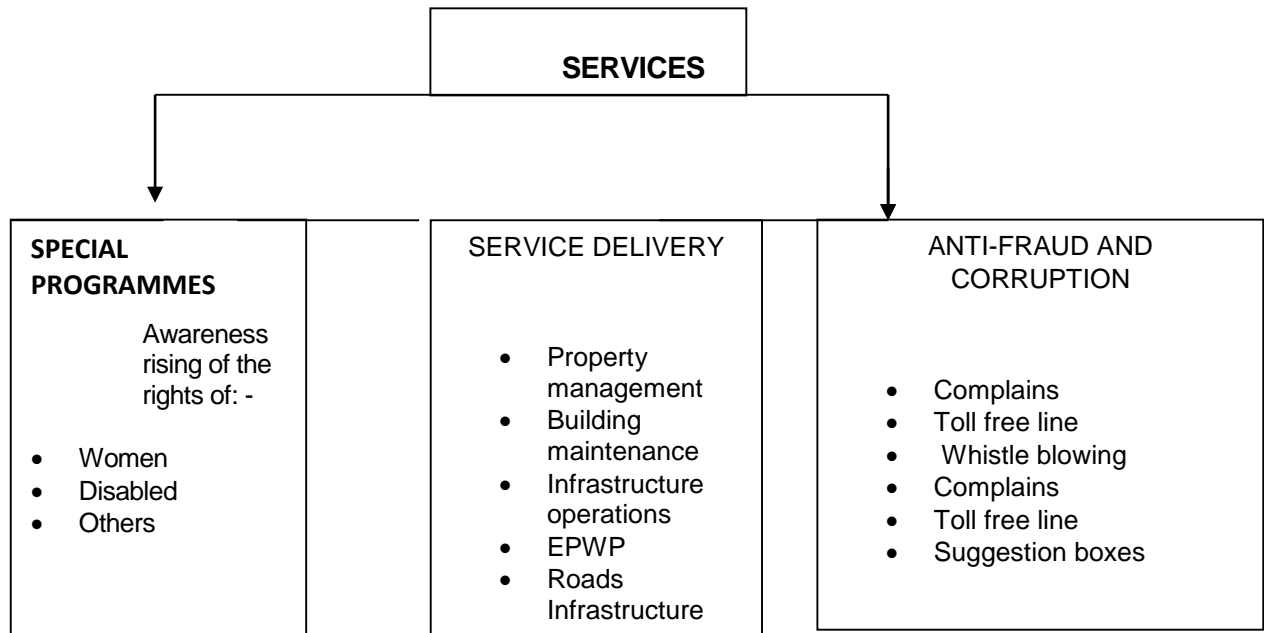 SERVICES
SPECIAL
PROGRAMMES
Awareness
rising of the
rights of: -
• Women
• Disabled
• Others
SERVICE DELIVERY
• Property
management
• Building
maintenance
• Infrastructure
operations
• EPWP
• Roads
Infrastructure
ANTI-FRAUD AND
CORRUPTION
• Complains
• Toll free line
• Whistle blowing
• Complains
• Toll free line
• Suggestion boxes